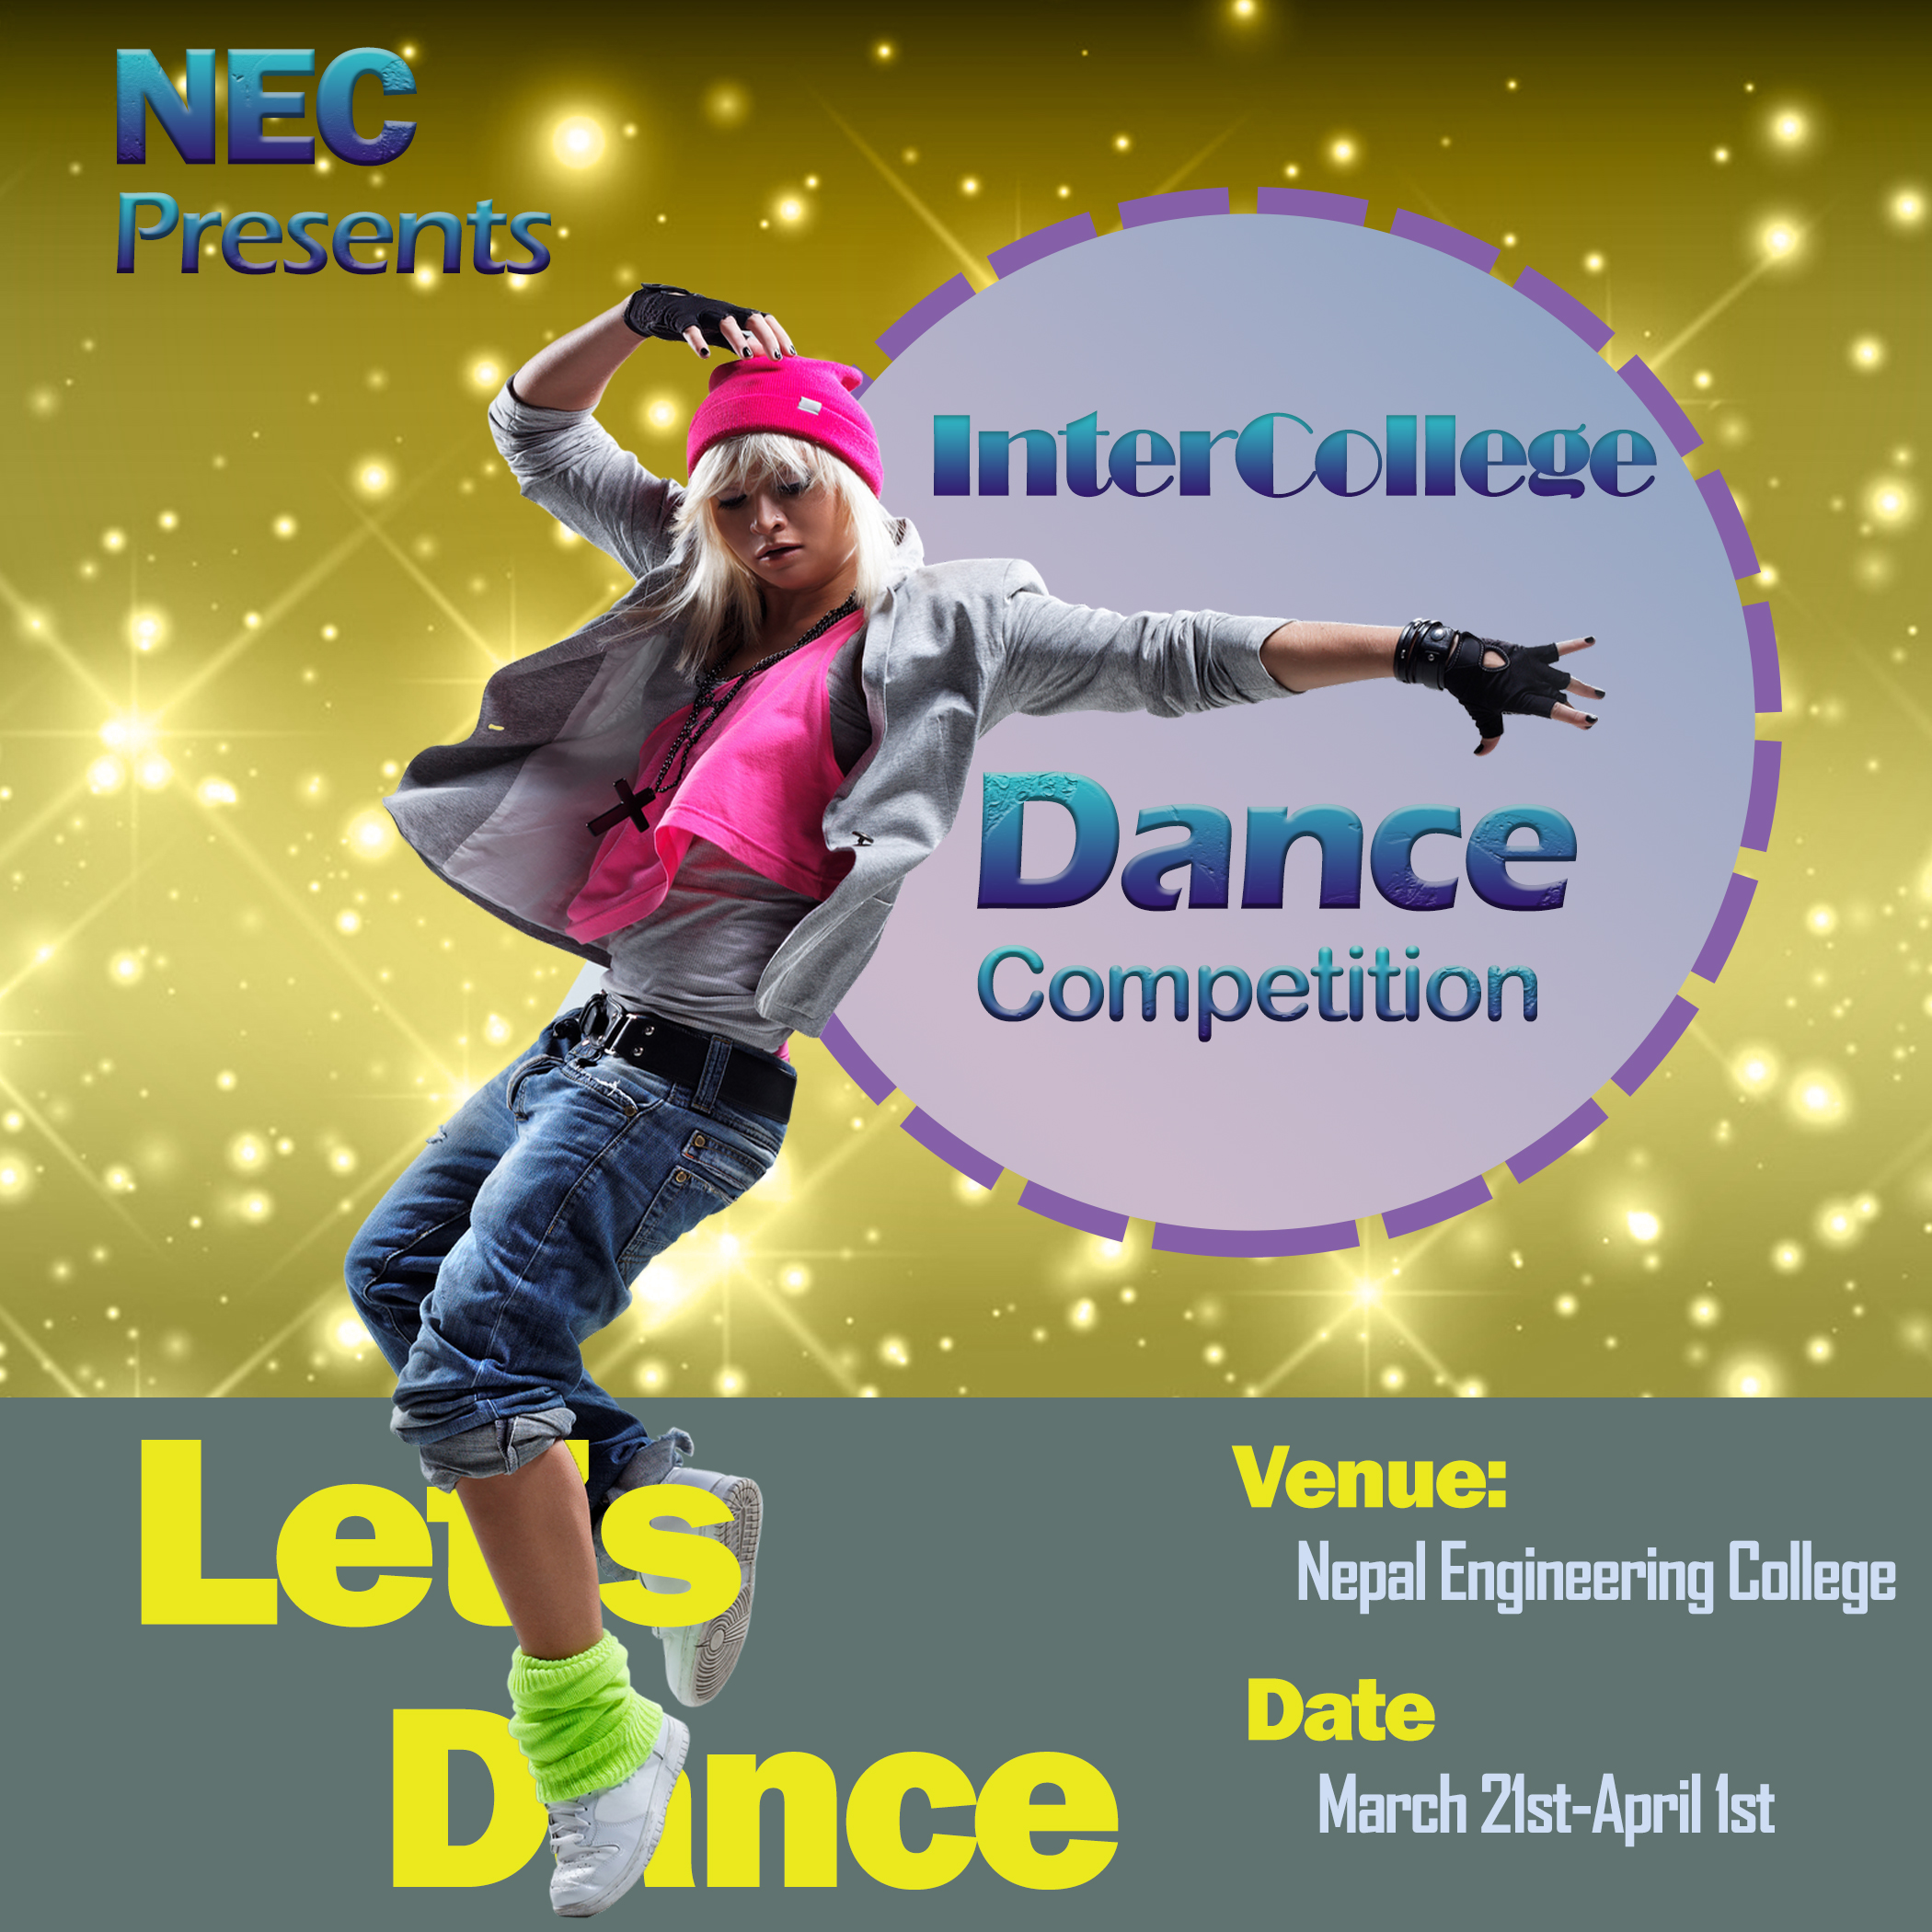 NEC
Presents
InterCollege
Dance
Competition
Let's
Dance
Venue:
Nepal Engineering College
Date
March 21st-April 1st